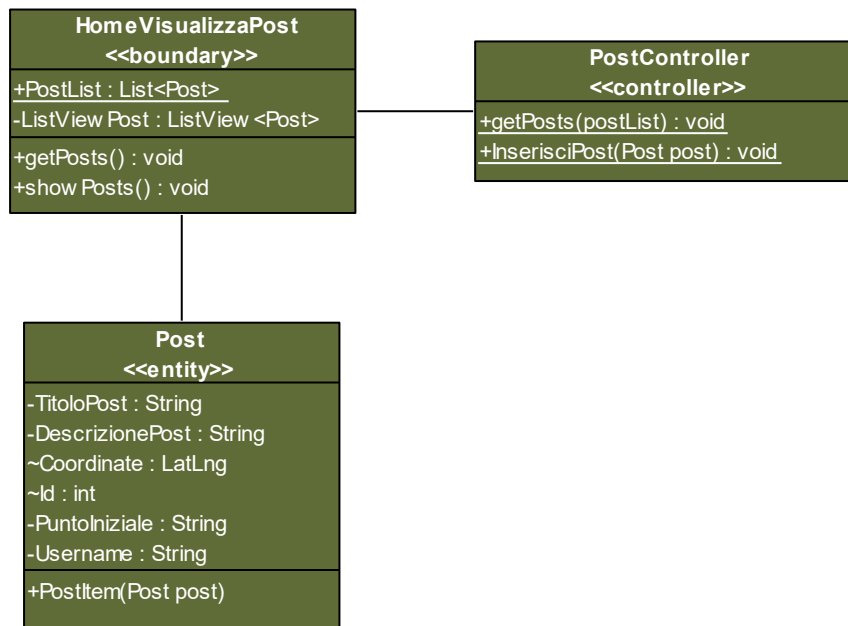 HomeVisualizzaPost
<<boundary>>
+PostList : List<Post>
-ListView Post : ListView <Post>
+getPosts() : void
+show Posts() : void
PostController
<<controller>>
+getPosts(postList) : void
+InserisciPost(Post post) : void
Post
<<entity>>
-TitoloPost : String
-DescrizionePost : String
~Coordinate : LatLng
~Id : int
-PuntoIniziale : String
-Username : String
+PostItem(Post post)